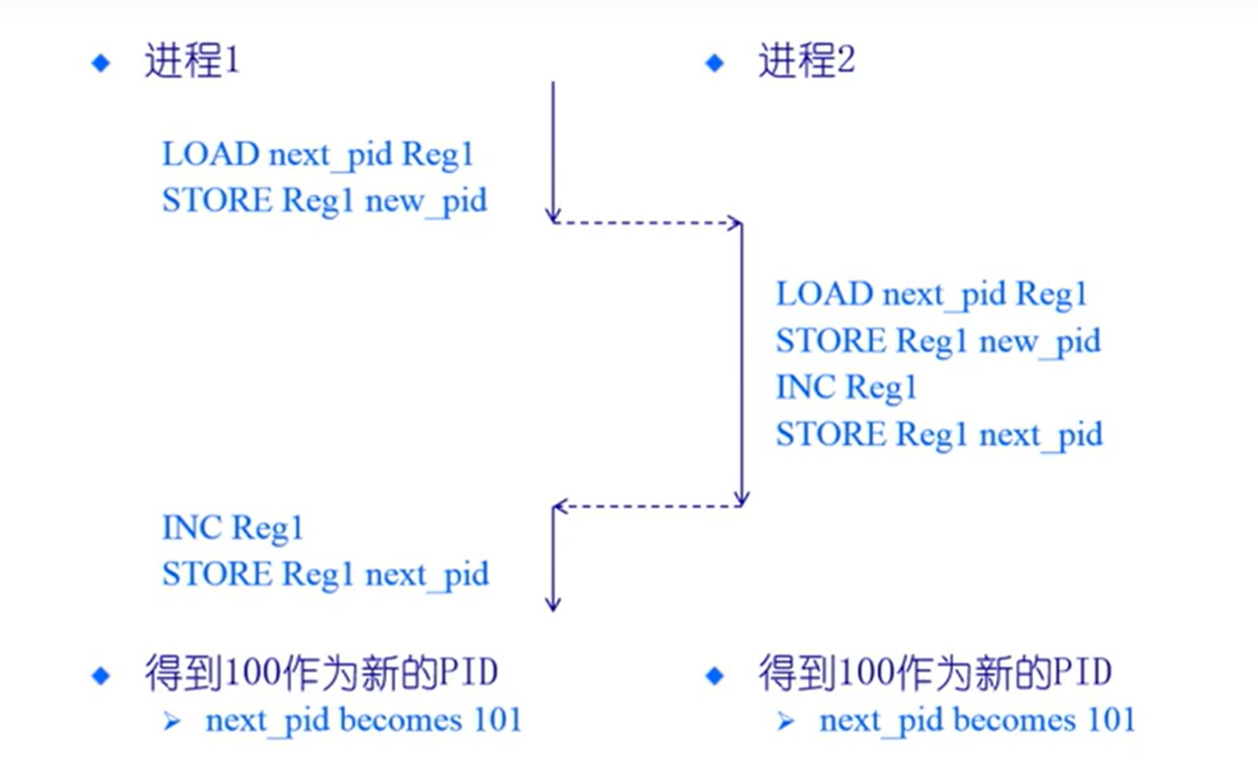 进程1
LOAD next_pid Reg1
STORE Reg1 new_pid
INC Reg1
STORE Reg1 next_pid
得到100作为新的PID
next_pid becomes 101
进程2
LOAD next_pid Reg1
STORE Reg1 new_pid
INC Reg1
STORE Reg1 next_pid
得到100作为新的PID
next_pid becomes 101